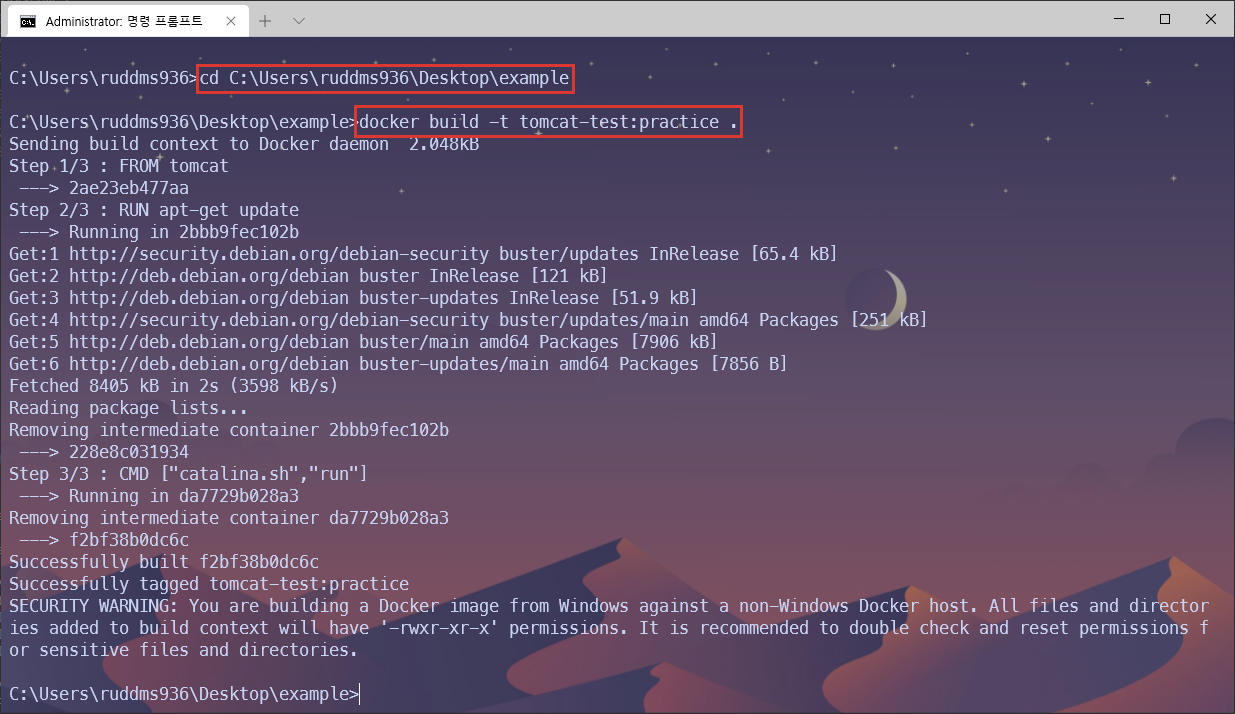 Administrator: 명령 프롬프트
C:\Users\ruddms936>cd C:\Users\ruddms936\Desktop\example
C:\Users\ruddms936\Desktop\example>docker build -t tomcat-test:practice .
Sending build context to Docker daemon  2.048kB
Step 1/3 : FROM tomcat
 ---> 2ae23eb477aa
Step 2/3 : RUN apt-get update
 ---> Running in 2bbb9fec102b
Get:1 http://security.debian.org/debian-security buster/updates InRelease [65.4 kB]
Get:2 http://deb.debian.org/debian buster InRelease [121 kB]
Get:3 http://deb.debian.org/debian buster-updates InRelease [51.9 kB]
Get:4 http://security.debian.org/debian-security buster/updates/main amd64 Packages [251 kB]
Get:5 http://deb.debian.org/debian buster/main amd64 Packages [7906 kB]
Get:6 http://deb.debian.org/debian buster-updates/main amd64 Packages [7856 B]
Fetched 8405 kB in 2s (3598 kB/s)
Reading package lists...
Removing intermediate container 2bbb9fec102b
 ---> 228e8c031934
Step 3/3 : CMD ["catalina.sh","run"]
 ---> Running in da7729b028a3
Removing intermediate container da7729b028a3
 ---> f2bf38b0dc6c
Successfully built f2bf38b0dc6c
Successfully tagged tomcat-test:practice
SECURITY WARNING: You are building a Docker image from Windows against a non-Windows Docker host. All files and director
ies added to build context will have '-rwxr-xr-x' permissions. It is recommended to double check and reset permissions f
or sensitive files and directories.
C:\Users\ruddms936\Desktop\example>